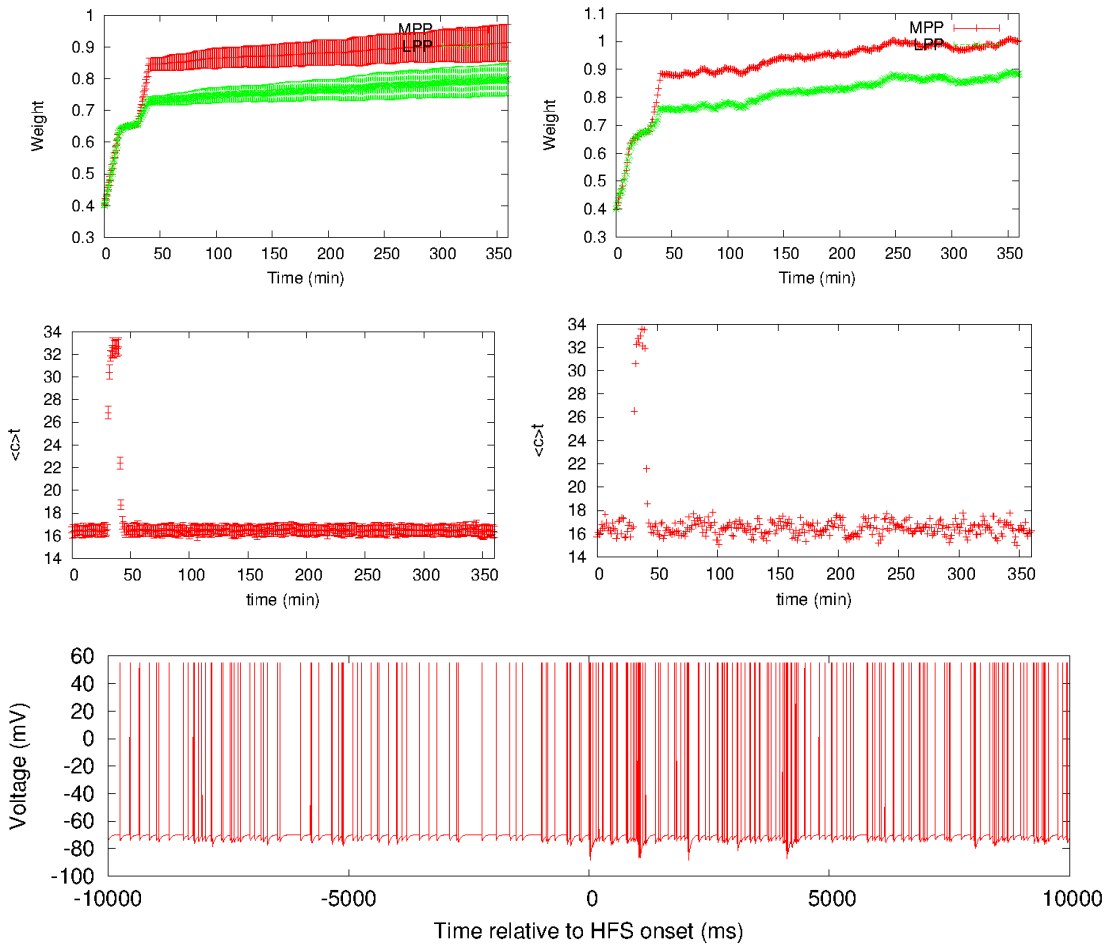 1
0.9
0.8
0.7
0.6
0.5
0.4
0.3
Weight
MPP
LPP
0 50 100 150 200 250 300 350
Time (min)
1.1
1
0.9
0.8
0.7
0.6
0.5
0.4
0.3
Weight
MPP
LPP
0 50 100 150 200 250 300 350
Time (min)
34
32
30
28
26
24
22
20
18
16
14
<c>t
0 50 100 150 200 250 300 350
time (min)
34
32
30
28
26
24
22
20
18
16
14
<c>t
0 50 100 150 200 250 300 350
time (min)
60
40
20
0
-20
-40
-60
-80
-100
Voltage (mV)
-10000 -5000 0 5000 10000
Time relative to HFS onset (ms)